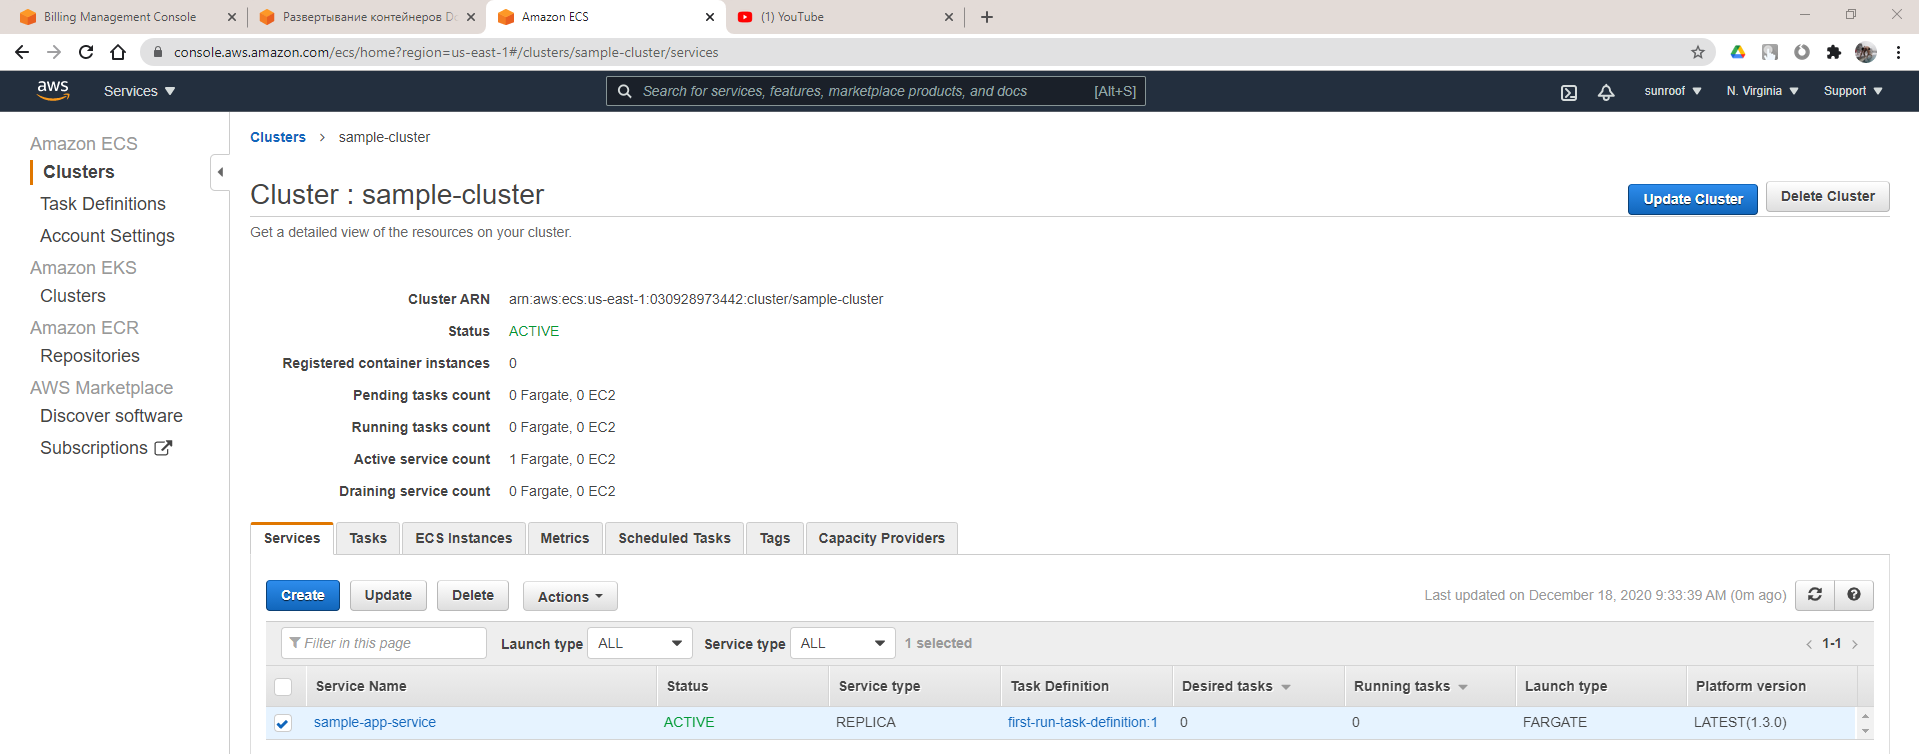 Billing Management Console
Развертывание контейнеров Do
Amazon ECS
(1) YouTube
console.aws.amazon.com/ecs/home?region=us-east-1#/clusters/sample-cluster/services
aws
Services
Search for services, features, marketplace products, and docs
[Alt+S]
sunroof
N. Virginia
Support
Amazon ECS
Clusters
Task Definitions
Account Settings
Amazon EKS
Clusters
Amazon ECR
Repositories
AWS Marketplace
Discover software
Subscriptions
Clusters > sample-cluster
Cluster : sample-cluster
Update Cluster
Delete Cluster
Get a detailed view of the resources on your cluster.
Cluster ARN arn:aws:ecs:us-east-1:030928973442:cluster/sample-cluster
Status ACTIVE
Registered container instances 0
Pending tasks count 0 Fargate, 0 EC2
Running tasks count 0 Fargate, 0 EC2
Active service count 1 Fargate, 0 EC2
Draining service count 0 Fargate, 0 EC2
Services Tasks ECS Instances Metrics Scheduled Tasks Tags Capacity Providers
Create Update Delete Actions
Last updated on December 18, 2020 9:33:39 AM (0m ago)
Filter in this page Launch type ALL Service type ALL 1 selected
< 1-1 >
Service Name Status Service type Task Definition Desired tasks Running tasks Launch type Platform version
sample-app-service ACTIVE REPLICA first-run-task-definition:1 0 0 FARGATE LATEST(1.3.0)